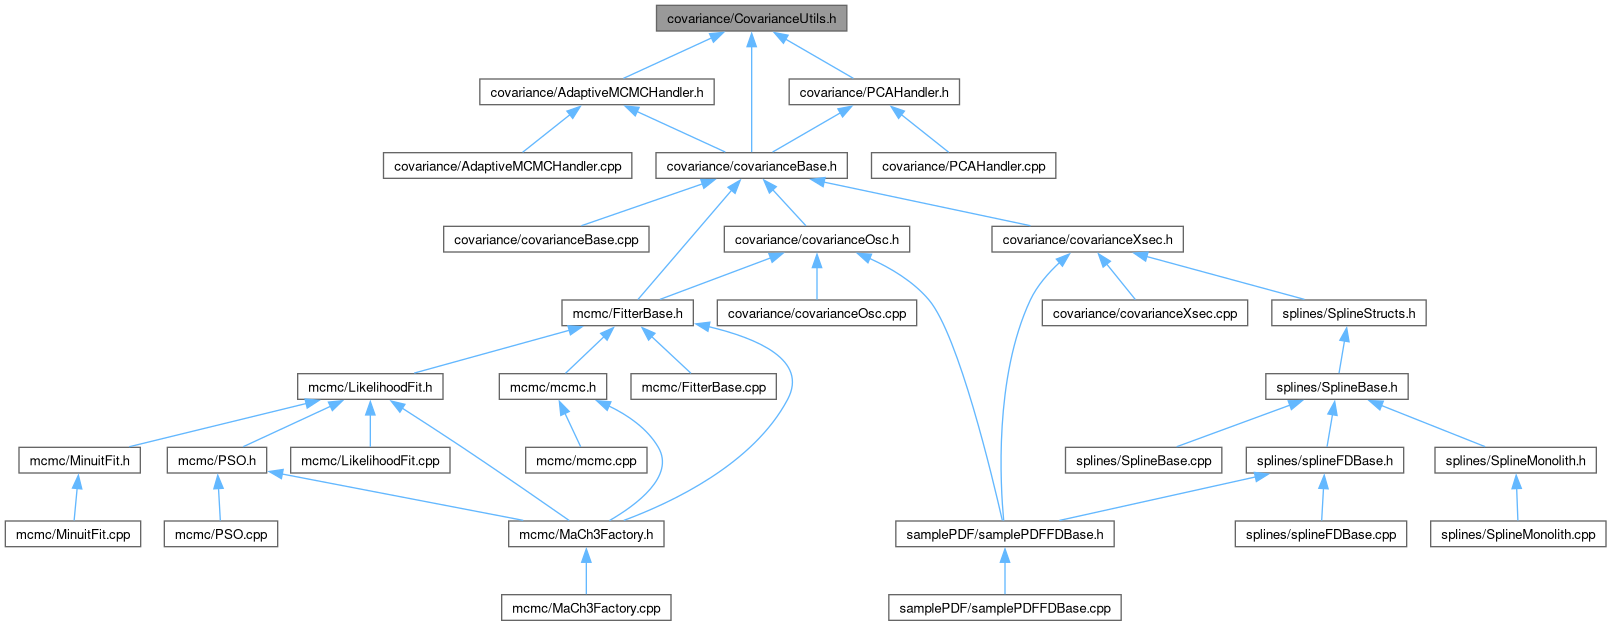 covariance/CovarianceUtils.h
covariance/AdaptiveMCMCHandler.h
covariance/PCAHandler.h
covariance/AdaptiveMCMCHandler.cpp
covariance/covarianceBase.h
covariance/PCAHandler.cpp
covariance/covarianceBase.cpp
covariance/covarianceOsc.h
covariance/covarianceXsec.h
mcmc/FitterBase.h
covariance/covarianceOsc.cpp
covariance/covarianceXsec.cpp
splines/SplineStructs.h
mcmc/LikelihoodFit.h
mcmc/mcmc.h
mcmc/FitterBase.cpp
splines/SplineBase.h
mcmc/MinuitFit.h
mcmc/PSO.h
mcmc/LikelihoodFit.cpp
mcmc/mcmc.cpp
splines/SplineBase.cpp
splines/splineFDBase.h
splines/SplineMonolith.h
mcmc/MinuitFit.cpp
mcmc/PSO.cpp
mcmc/MaCh3Factory.h
samplePDF/samplePDFFDBase.h
splines/splineFDBase.cpp
splines/SplineMonolith.cpp
mcmc/MaCh3Factory.cpp
samplePDF/samplePDFFDBase.cpp